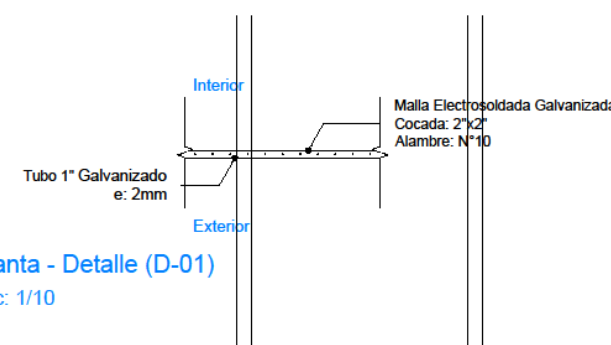 Interior
Malla Electrosoldada Galvanizada
Cocada: 2"x2"
Alambre: N°10
Tubo 1" Galvanizado
e: 2mm
Exterior
anta - Detalle (D-01)
c: 1/10